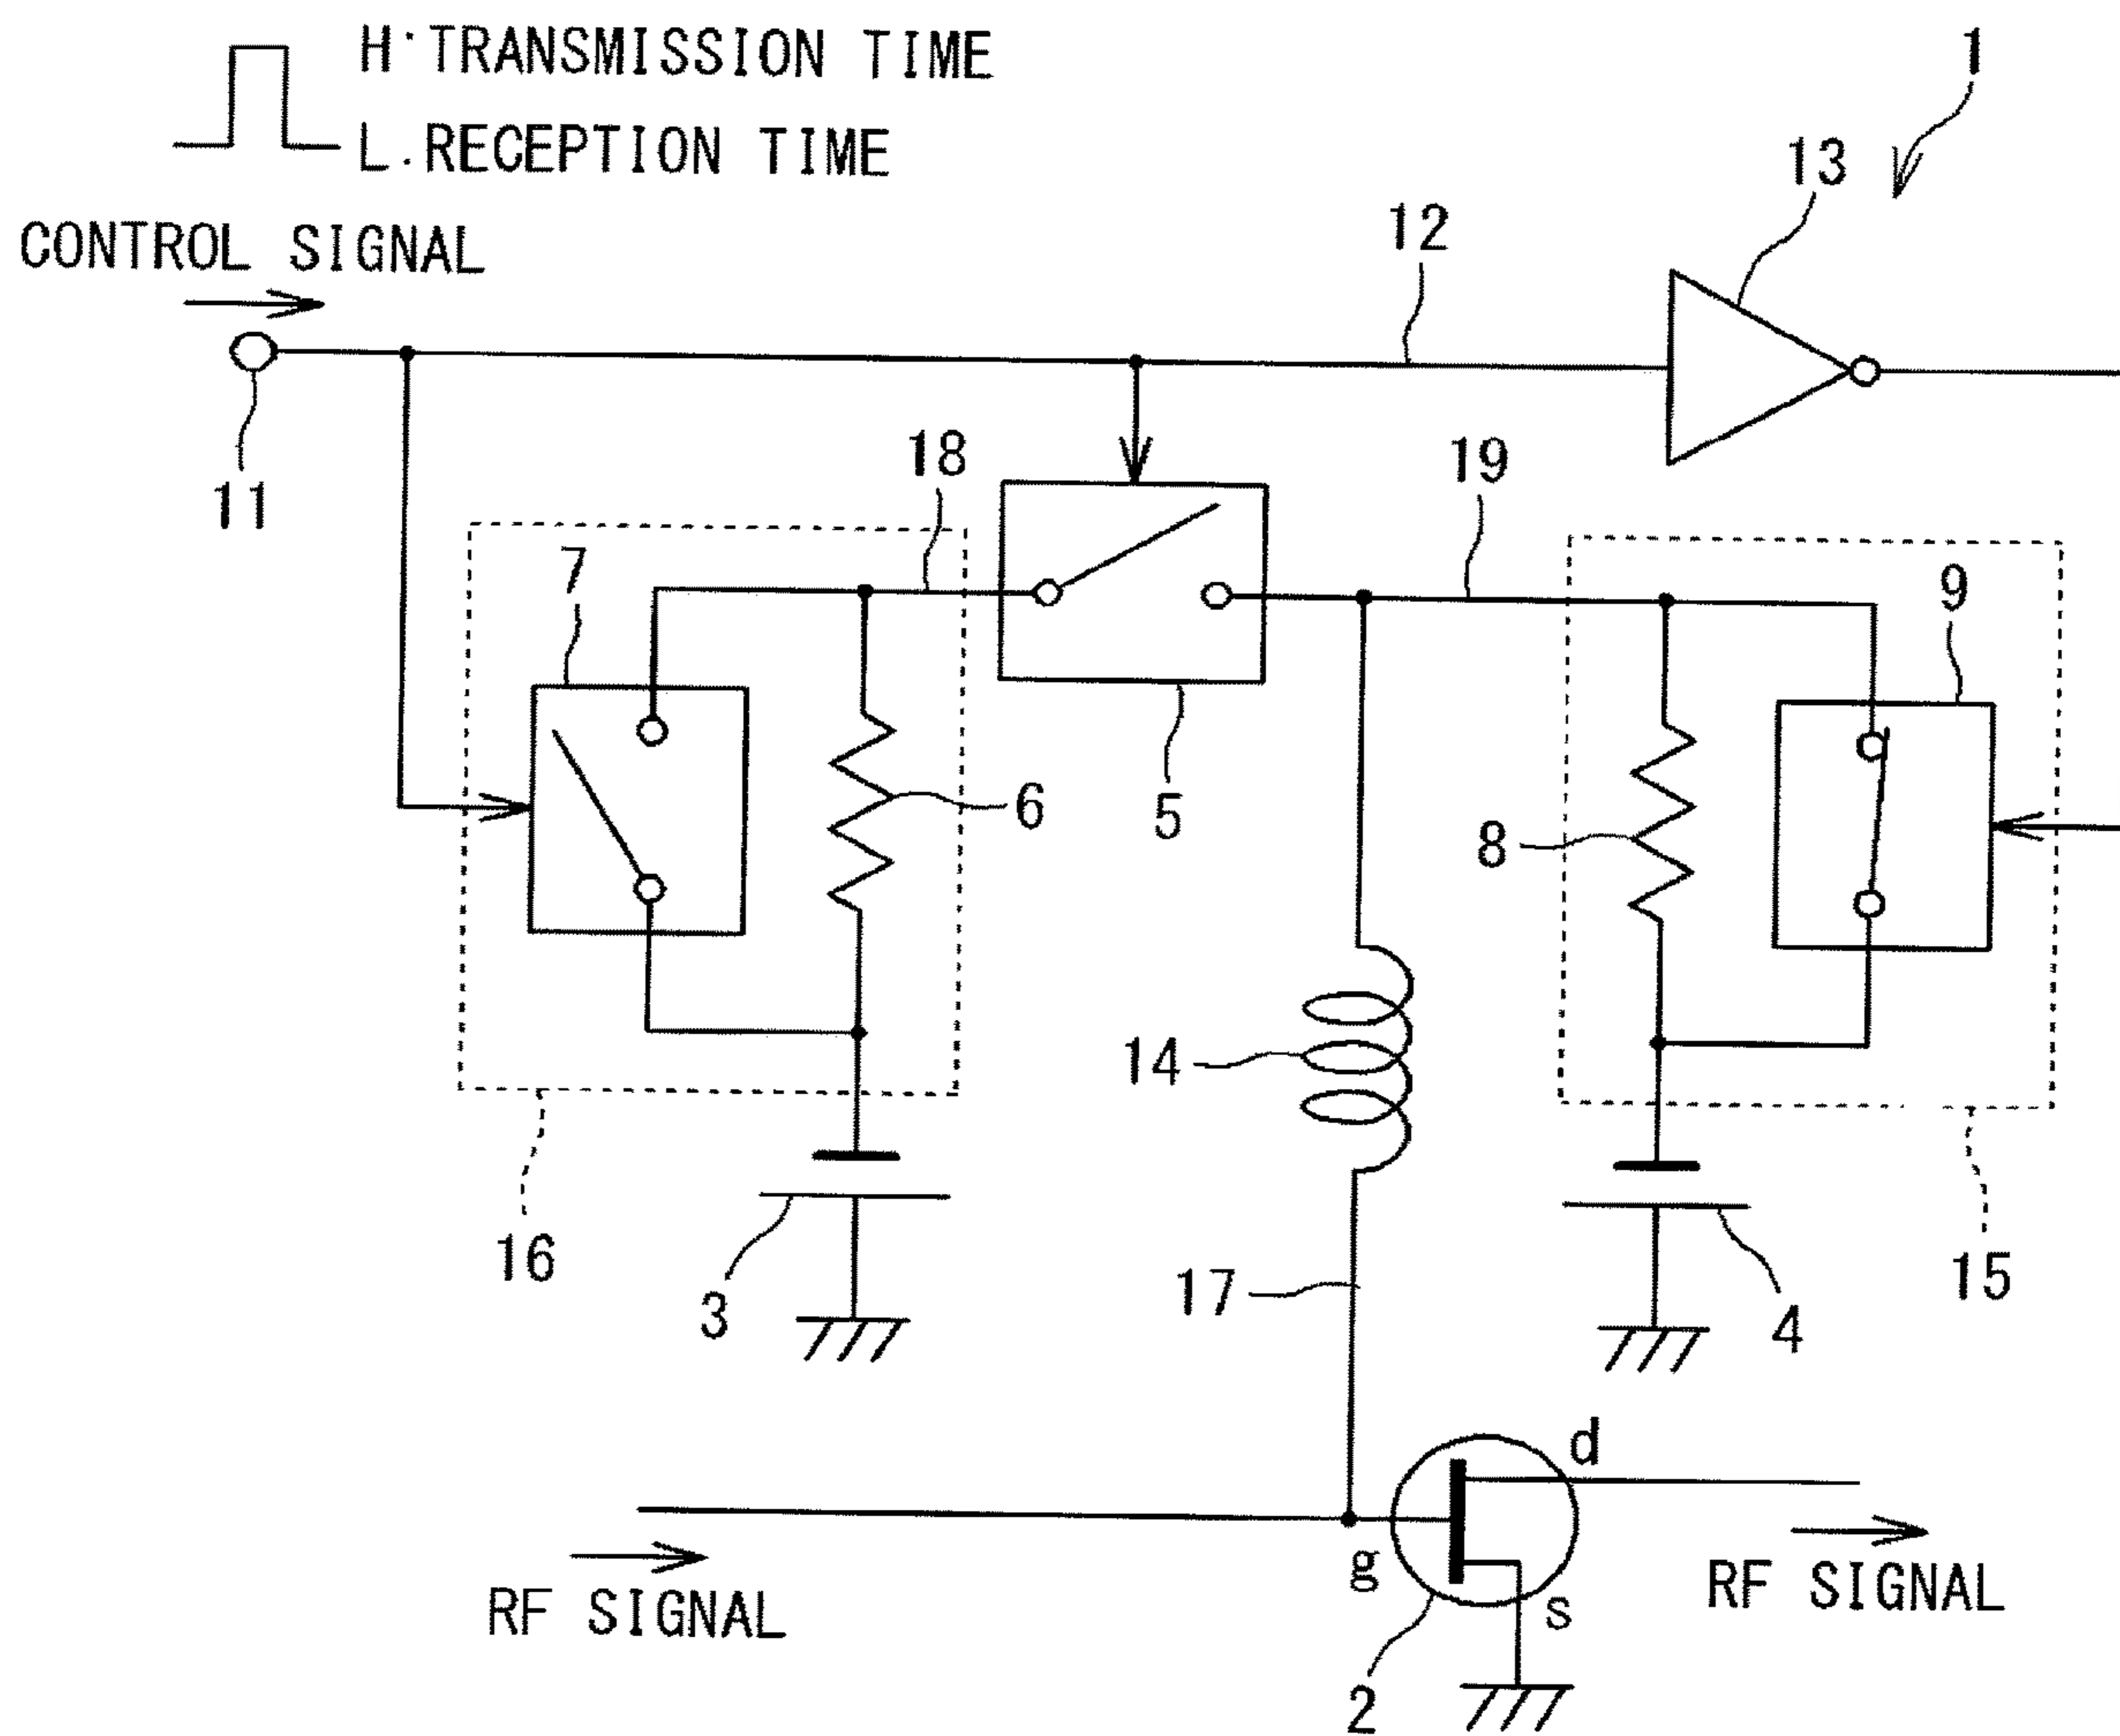 H:TRANSMISSION TIME
L:RECEPTION TIME
CONTROL SIGNAL
1
13
12
11
18
19
7
9
6
5
8
14
16
3
17
4
15
d
g
s
RF SIGNAL
RF SIGNAL
2